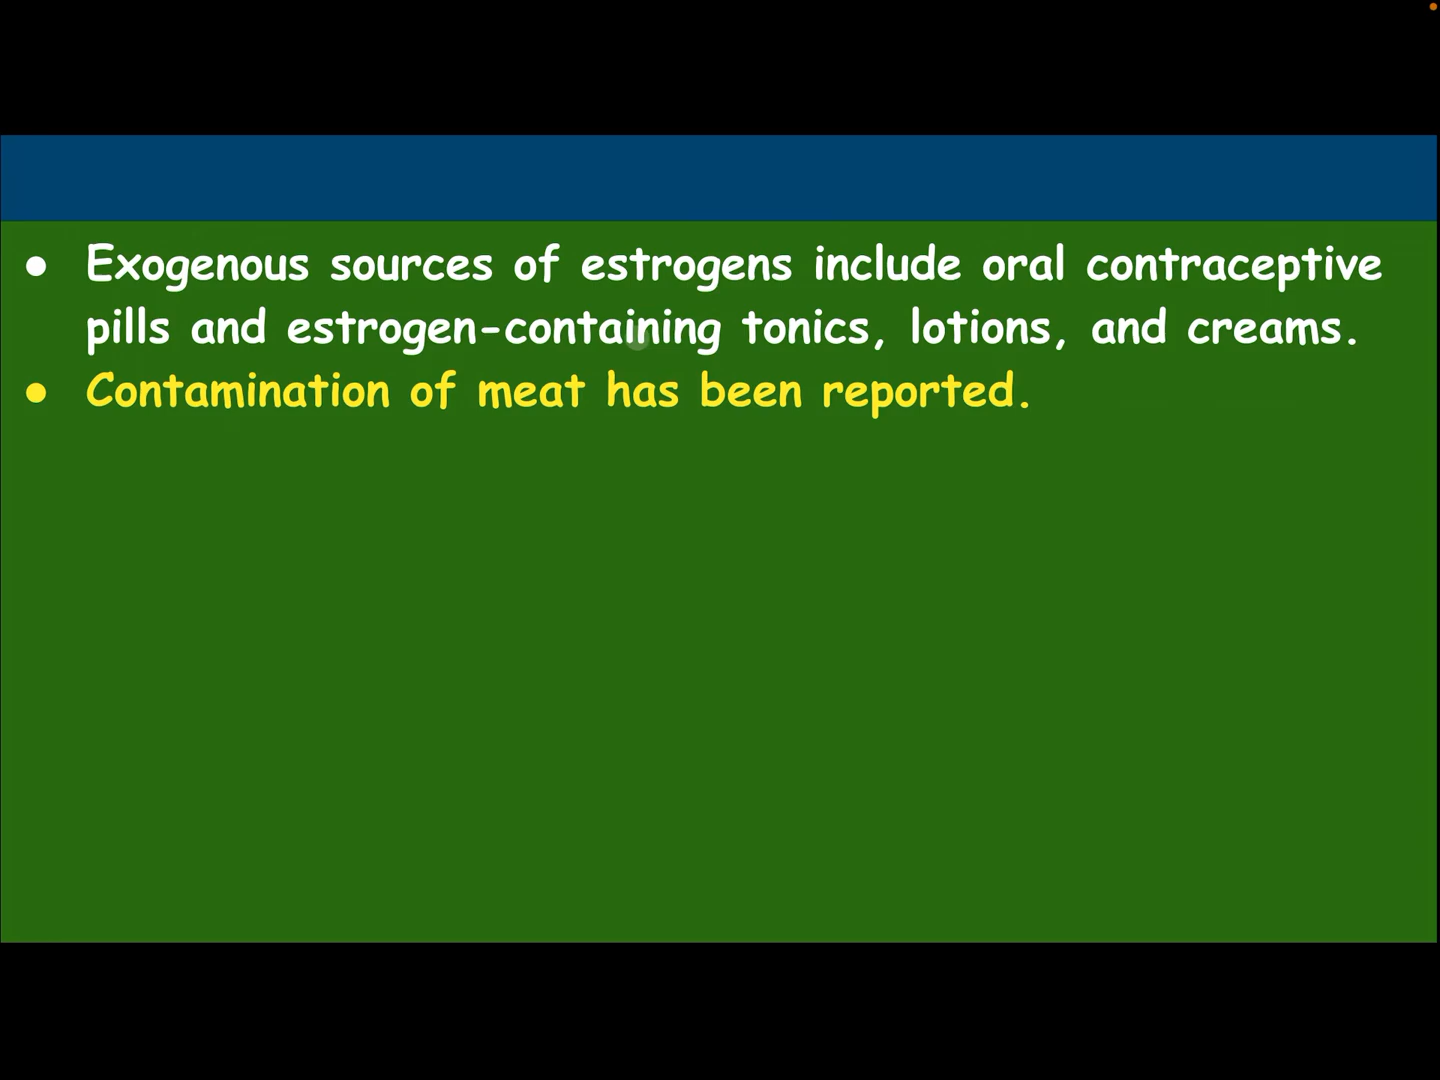 ● Exogenous sources of estrogens include oral contraceptive
pills and estrogen-containing tonics, lotions, and creams.
● Contamination of meat has been reported.